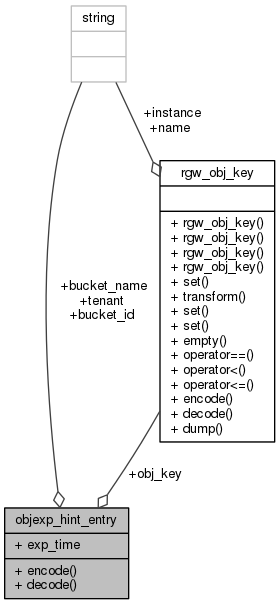 string
+instance
+name
rgw_obj_key
+ rgw_obj_key()
+ rgw_obj_key()
+ rgw_obj_key()
+ rgw_obj_key()
+ set()
+ transform()
+ set()
+ set()
+ empty()
+ operator==()
+ operator<()
+ operator<=()
+ encode()
+ decode()
+ dump()
+bucket_name
+tenant
+bucket_id
+obj_key
objexp_hint_entry
+ exp_time
+ encode()
+ decode()